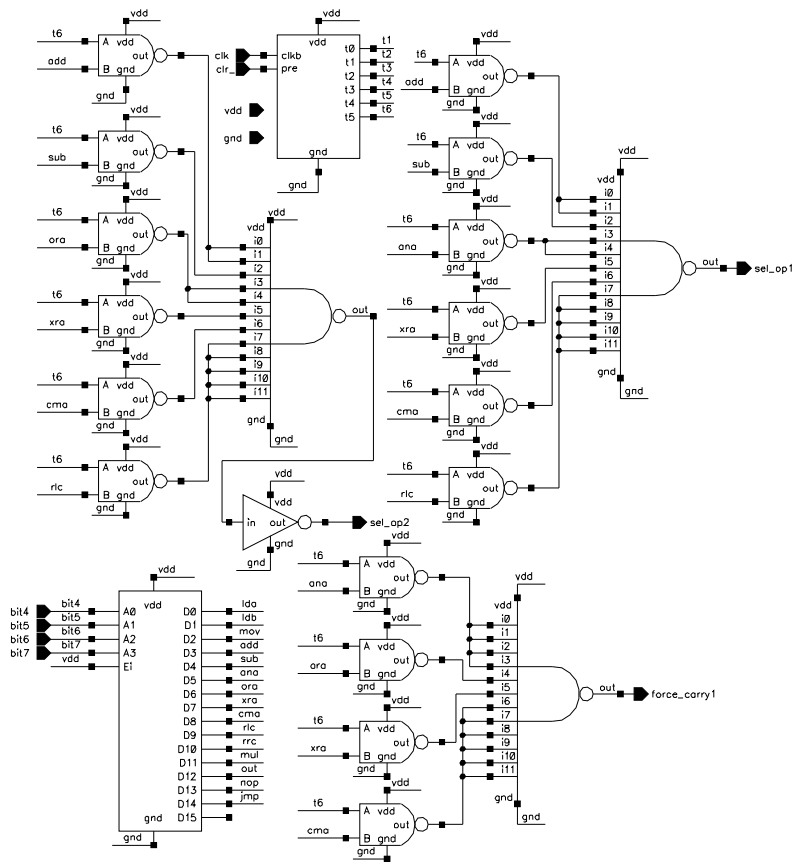 vdd
t6 A vdd
out
add B gnd
gnd
vdd
t6 A vdd
out
sub B gnd
gnd
vdd
t6 A vdd
out
ora B gnd
gnd
vdd
t6 A vdd
out
xra B gnd
gnd
vdd
t6 A vdd
out
cma B gnd
gnd
vdd
t6 A vdd
out
rlc B gnd
gnd
vdd
vdd
clk clkb
clr_ pre
vdd
gnd
t0 t1
t1 t2
t2 t3
t3 t4
t4 t5
t5 t6
gnd
gnd
vdd
vdd
i0
i1
i2
i3
i4
i5
i6
i7
i8
i9
i10
i11
out
gnd
gnd
vdd
vdd
in out
sel_op2
gnd
gnd
vdd
t6 A vdd
out
add B gnd
gnd
vdd
t6 A vdd
out
sub B gnd
gnd
vdd
t6 A vdd
out
ana B gnd
gnd
vdd
t6 A vdd
out
xra B gnd
gnd
vdd
t6 A vdd
out
cma B gnd
gnd
vdd
t6 A vdd
out
rlc B gnd
gnd
vdd
vdd
i0
i1
i2
i3
i4
i5
i6
i7
i8
i9
i10
i11
out sel_op1
gnd
gnd
vdd
vdd
bit4 bit4 A0
bit5 bit5 A1
bit6 bit6 A2
bit7 bit7 A3
vdd Ei
D0 lda
D1 ldb
D2 mov
D3 add
D4 sub
D5 ana
D6 ora
D7 xra
D8 cma
D9 rlc
D10 rrc
D11 mul
D12 out
D13 nop
D14 jmp
D15
gnd
gnd
vdd
t6 A vdd
out
ana B gnd
gnd
vdd
t6 A vdd
out
ora B gnd
gnd
vdd
t6 A vdd
out
xra B gnd
gnd
vdd
t6 A vdd
out
cma B gnd
gnd
vdd
vdd
i0
i1
i2
i3
i4
i5
i6
i7
i8
i9
i10
i11
out force_carry1
gnd
gnd